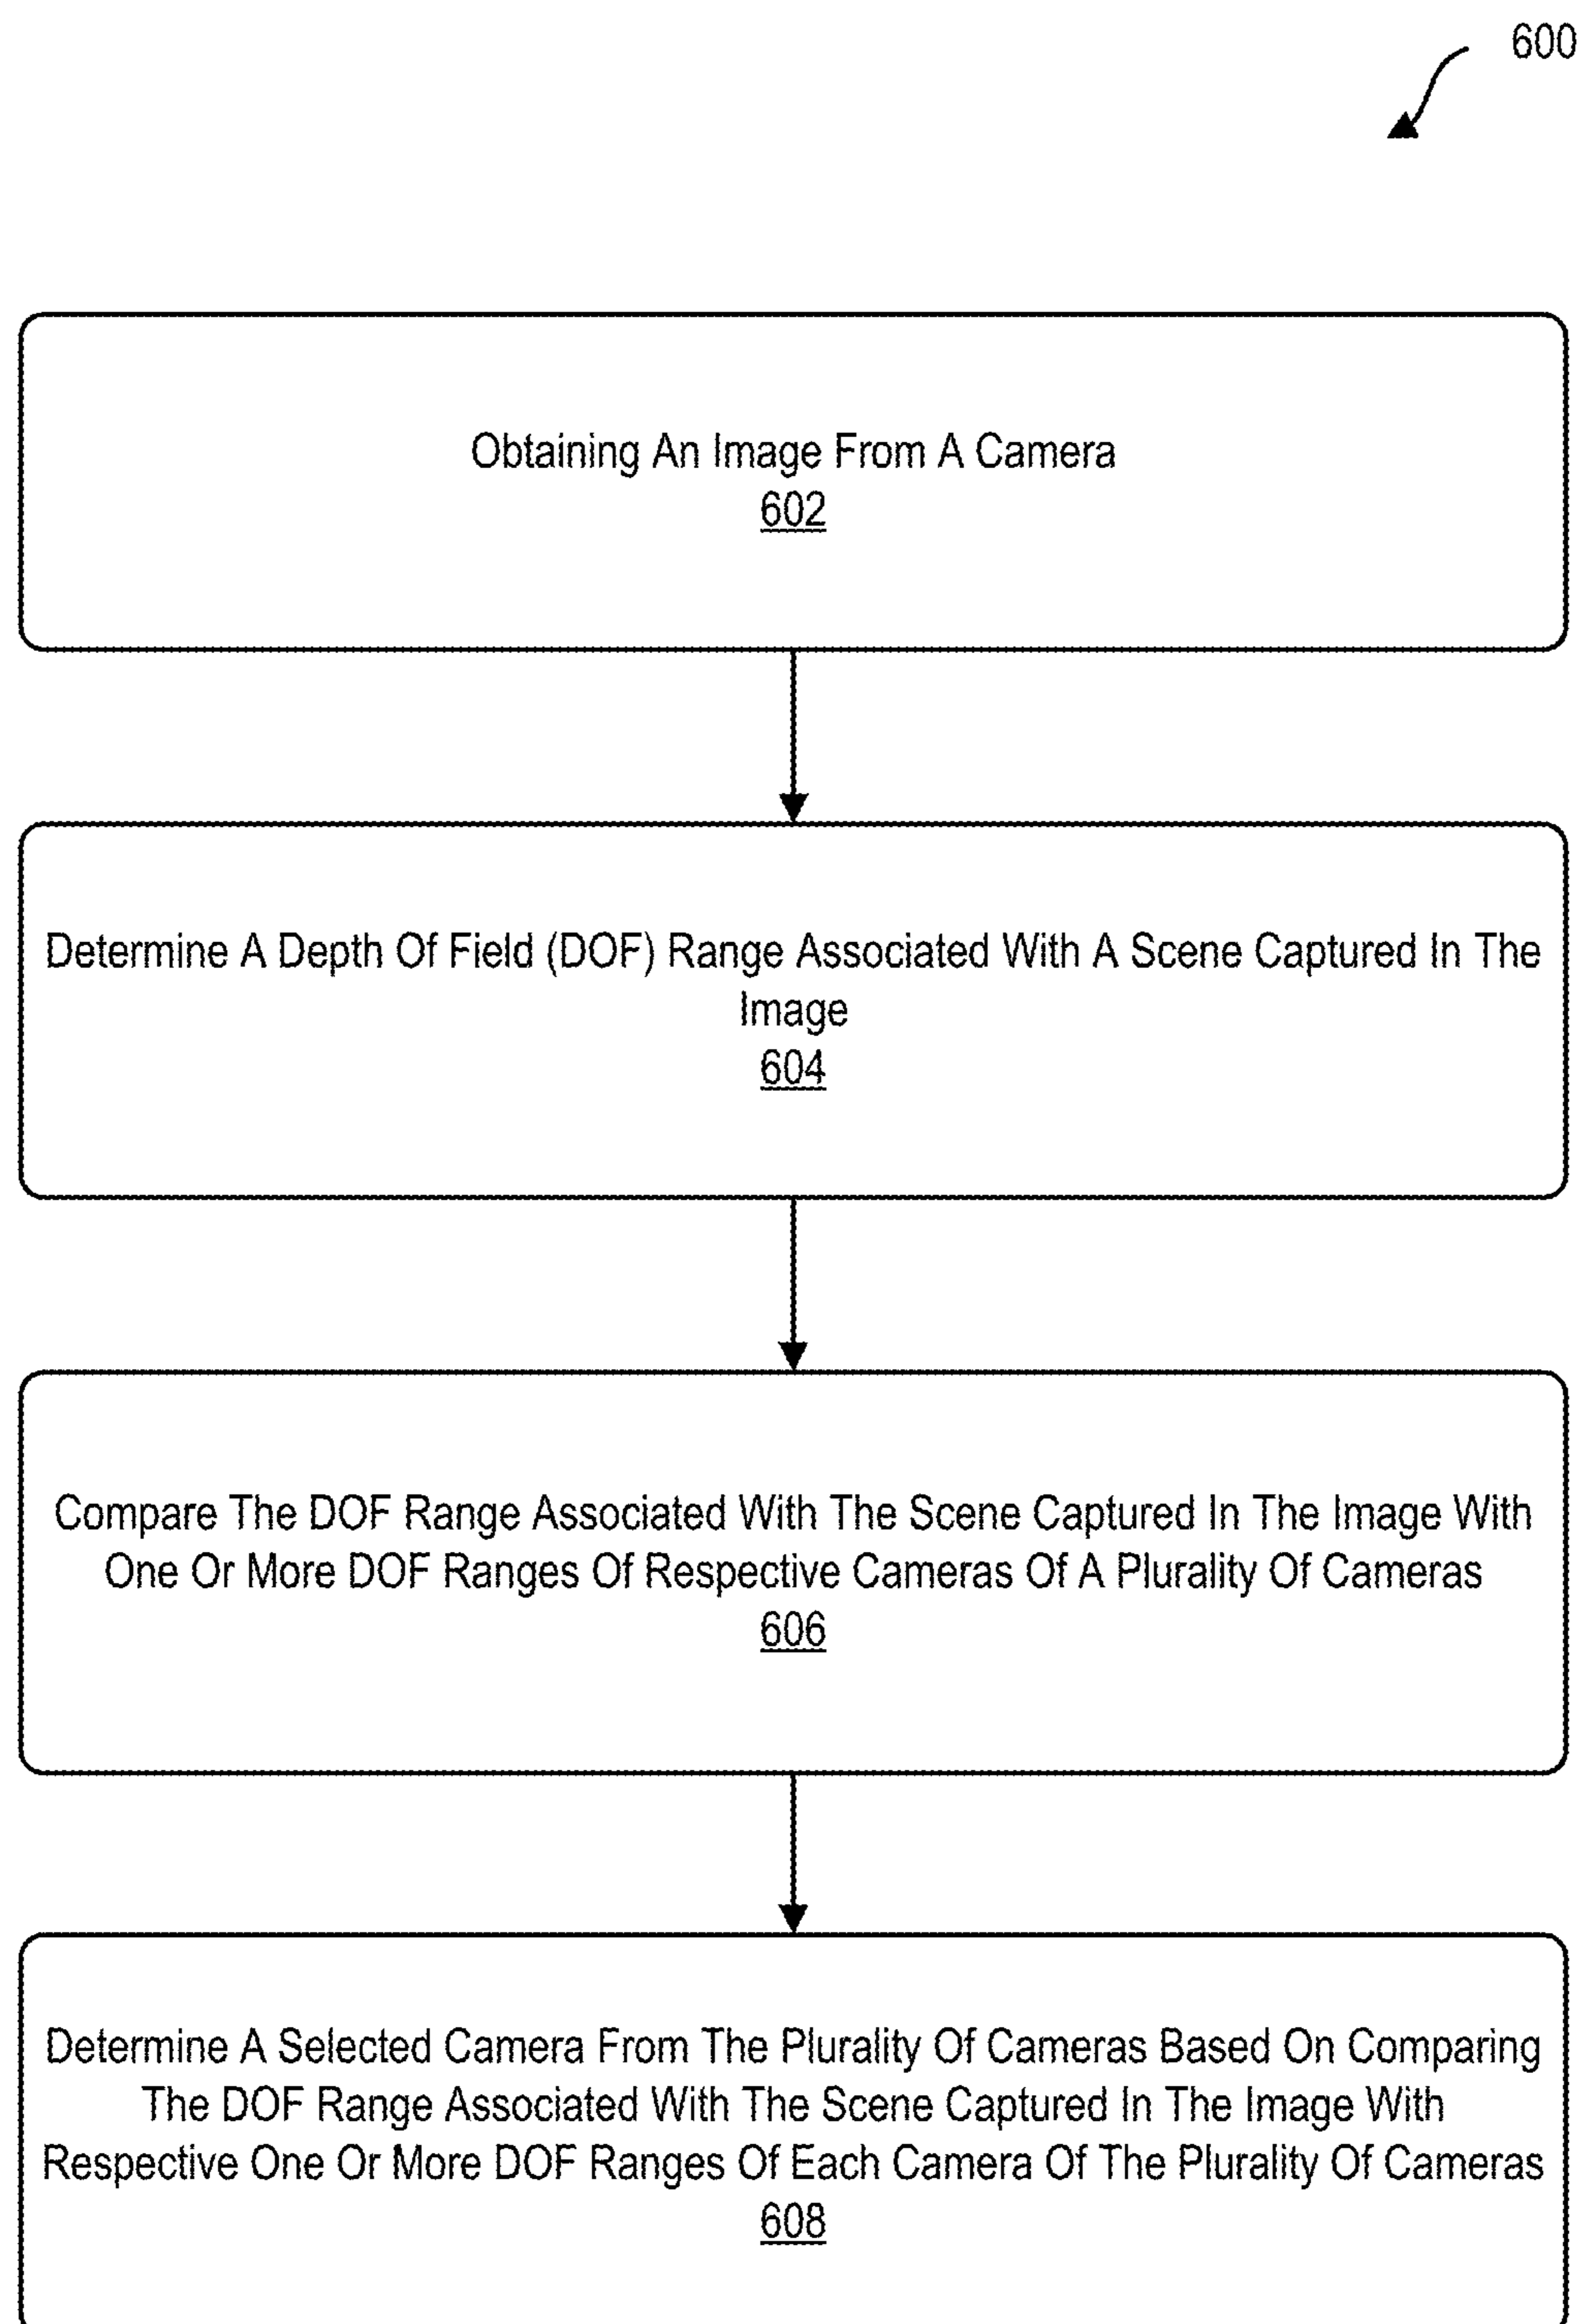 600
Obtaining An Image From A Camera
602
Determine A Depth Of Field (DOF) Range Associated With A Scene Captured In The
Image
604
Compare The DOF Range Associated With The Scene Captured In The Image With
One Or More DOF Ranges Of Respective Cameras Of A Plurality Of Cameras
606
Determine A Selected Camera From The Plurality Of Cameras Based On Comparing
The DOF Range Associated With The Scene Captured In The Image With
Respective One Or More DOF Ranges Of Each Camera Of The Plurality Of Cameras
608